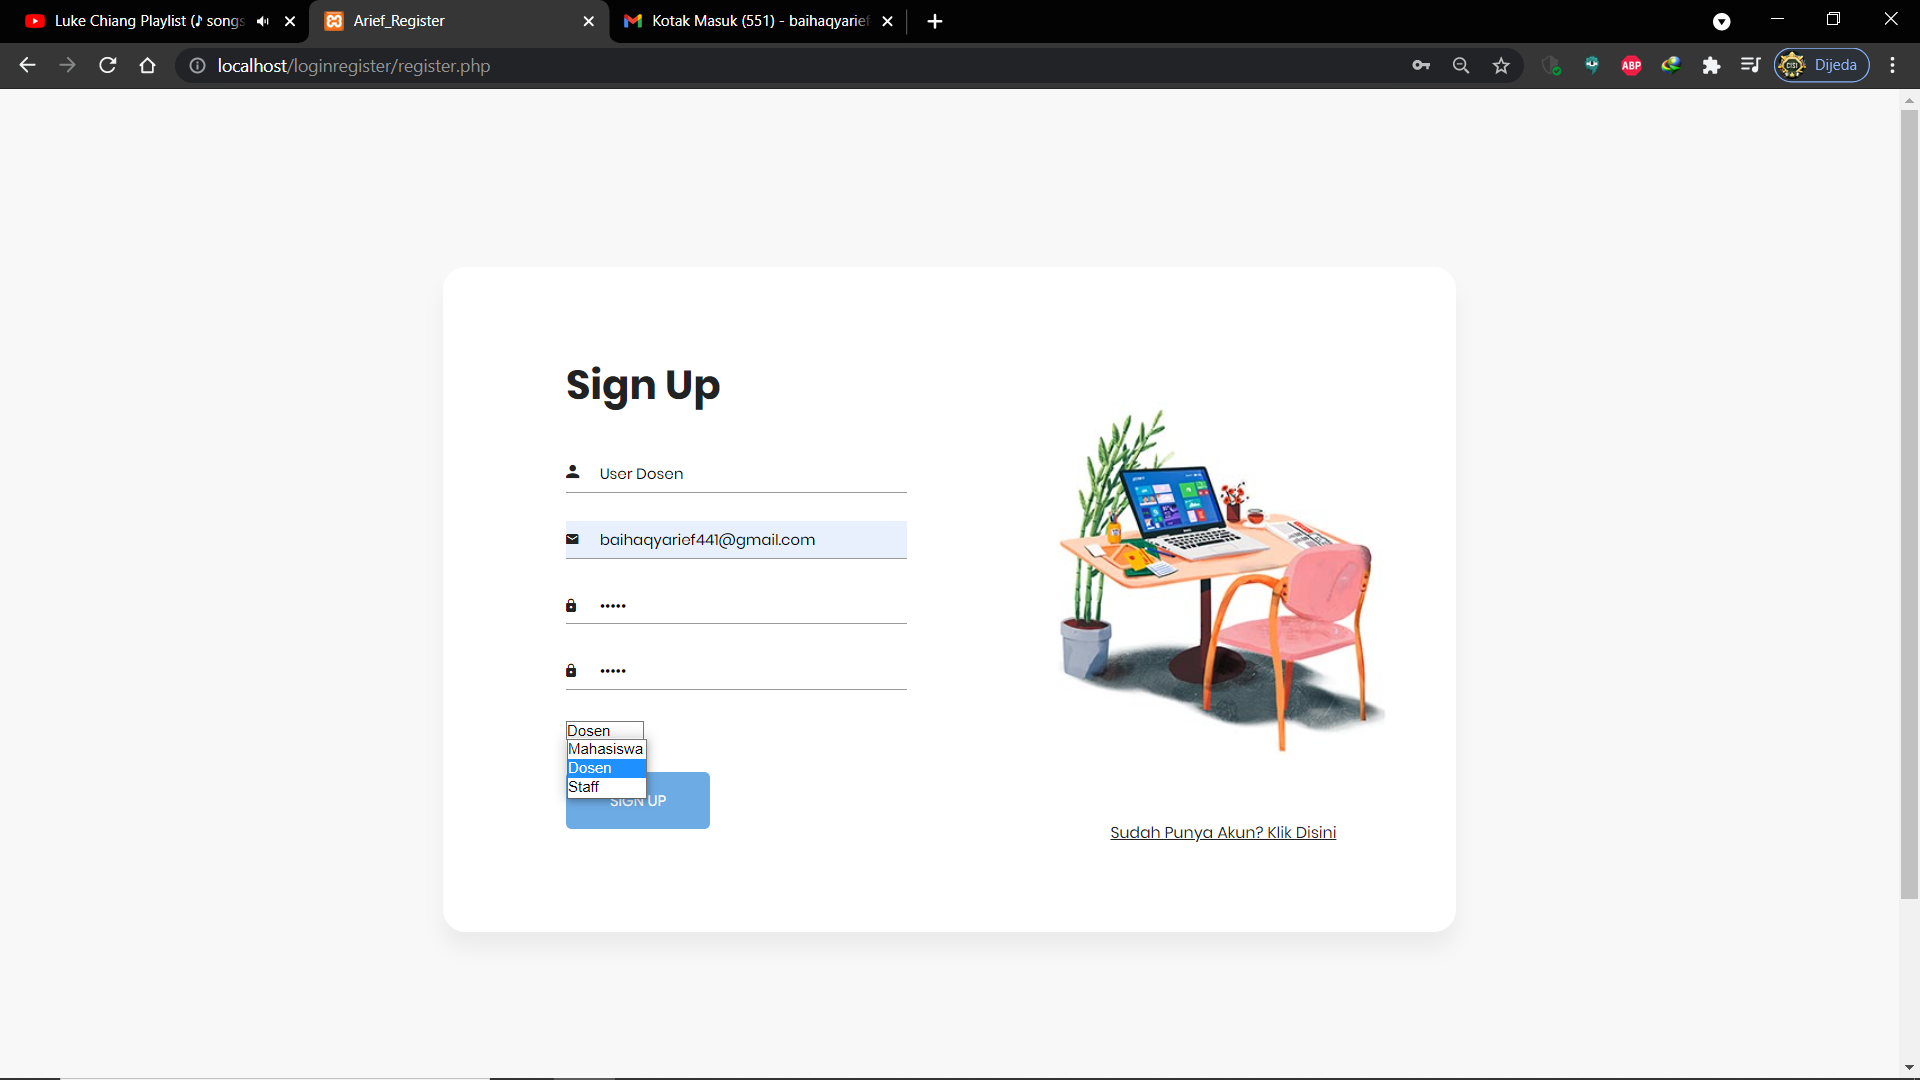 Luke Chiang Playlist (♪ songs
Arief_Register
Kotak Masuk (551) - baihaqyarief
localhost/loginregister/register.php
ABP
Dijeda
Sign Up
User Dosen
baihaqyarief441@gmail.com
•••••
•••••
Dosen
Mahasiswa
Dosen
Staff
SIGN UP
Sudah Punya Akun? Klik Disini